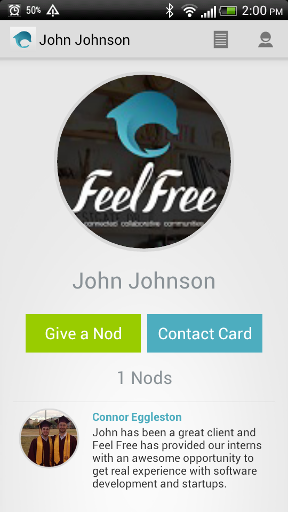 50%
2:00 PM
John Johnson
FeelFree
connected collaborative communities
John Johnson
Give a Nod
Contact Card
1 Nods
Connor Eggleston
John has been a great client and
Feel Free has provided our interns
with an awesome opportunity to
get real experience with software
development and startups.